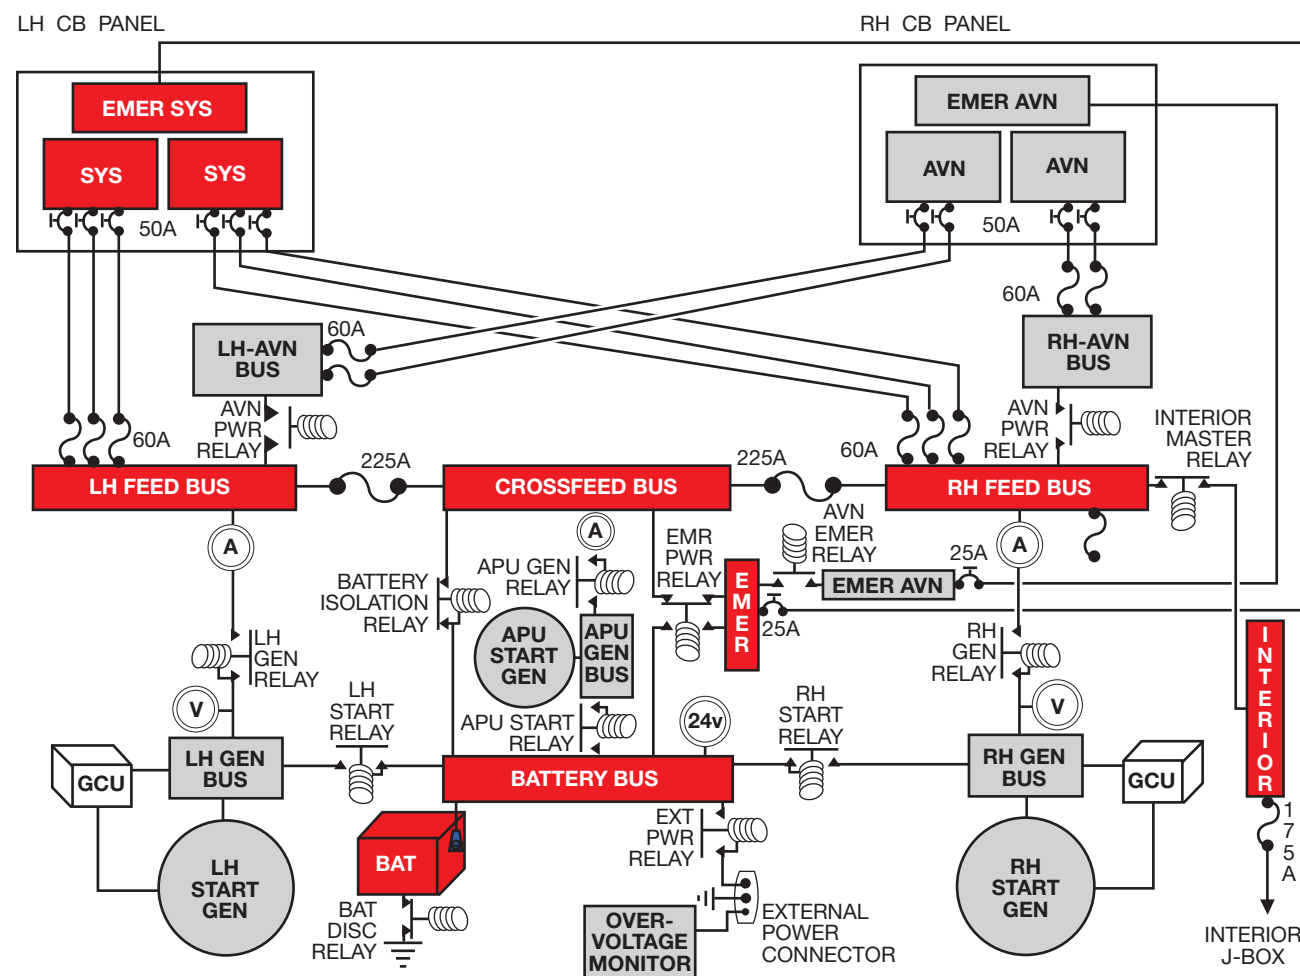 LH CB PANEL
RH CB PANEL
EMER SYS
SYS
SYS
50A
EMER AVN
AVN
AVN
50A
60A
LH-AVN
BUS
60A
RH-AVN
BUS
AVN
PWR
RELAY
60A
225A
225A
60A
AVN
PWR
RELAY
INTERIOR
MASTER
RELAY
LH FEED BUS
CROSSFEED BUS
RH FEED BUS
A
A
A
BATTERY
ISOLATION
RELAY
APU GEN
RELAY
EMR
PWR
RELAY
AVN
EMER
RELAY
EMER
EMER AVN
25A
25A
APU
START
GEN
APU
GEN
BUS
LH
GEN
RELAY
RH
GEN
RELAY
INTERIOR
V
LH
START
RELAY
APU START
RELAY
24v
RH
START
RELAY
V
GCU
LH GEN
BUS
BATTERY BUS
RH GEN
BUS
GCU
175A
LH
START
GEN
BAT
EXT
PWR
RELAY
RH
START
GEN
BAT
DISC
RELAY
OVER-
VOLTAGE
MONITOR
EXTERNAL
POWER
CONNECTOR
INTERIOR
J-BOX